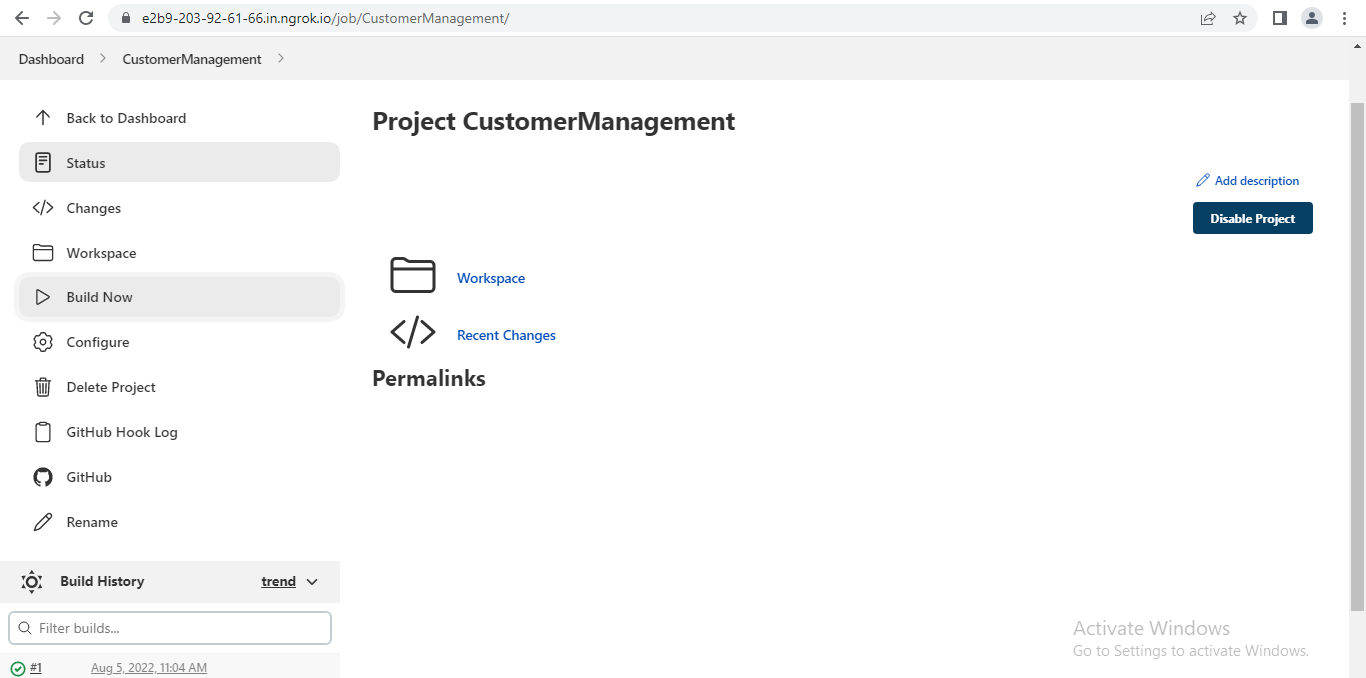 e2b9-203-92-61-66.in.ngrok.io/job/CustomerManagement/
Dashboard CustomerManagement
Back to Dashboard
Status
Changes
Workspace
Build Now
Configure
Delete Project
GitHub Hook Log
GitHub
Rename
Build History trend
Filter builds...
#1 Aug 5, 2022, 11:04 AM
Project CustomerManagement
Add description
Disable Project
Workspace
Recent Changes
Permalinks
Activate Windows
Go to Settings to activate Windows.